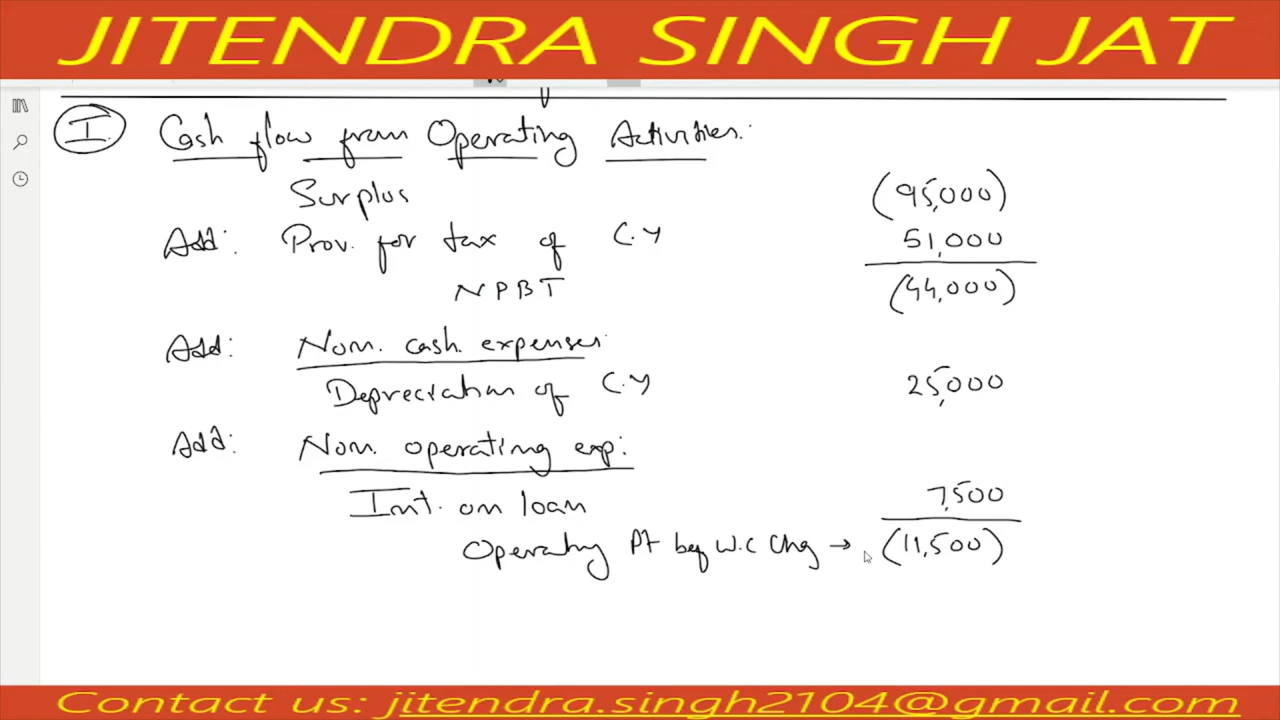 JITENDRA SINGH JAT
I Cash flow from Operating Activities:
Surplus (95,000)
Add: Prov. for tax of C.Y 51,000
NPBT (44,000)
Add: Non. cash. expenses:
Depreciation of C.Y 25,000
Add: Non. operating exp:
Int. on loan 7,500
Operating Pt bef W.C Chg → (11,500)
Contact us: jitendra.singh2104@gmail.com